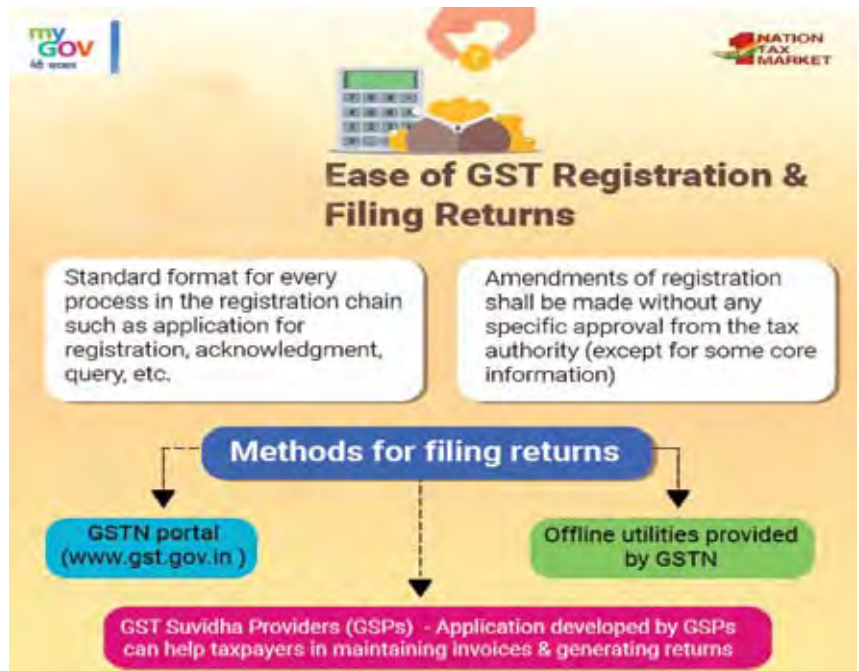 my
GOV
मेरी सरकार
1 NATION
TAX
MARKET
Ease of GST Registration &
Filing Returns
Standard format for every
process in the registration chain
such as application for
registration, acknowledgment,
query, etc.
Amendments of registration
shall be made without any
specific approval from the tax
authority (except for some core
information)
Methods for filing returns
GSTN portal
(www.gst.gov.in )
Offline utilities provided
by GSTN
GST Suvidha Providers (GSPs) - Application developed by GSPs
can help taxpayers in maintaining invoices & generating returns